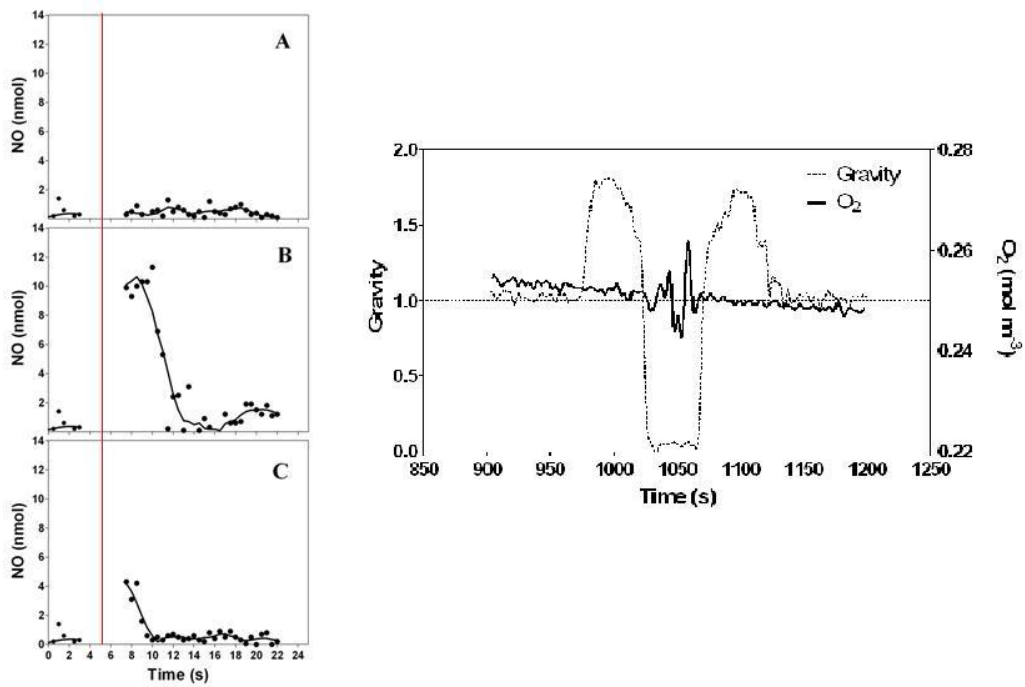 14
12
10
8
6
4
2
NO (nmol)
A
14
12
10
8
6
4
2
NO (nmol)
B
14
12
10
8
6
4
2
0
NO (nmol)
C
0 2 4 6 8 10 12 14 16 18 20 22 24
Time (s)
2.0
1.5
1.0
0.5
0.0
Gravity
Gravity
O₂
0.28
0.26
0.24
0.22
O₂ (mol m⁻³)
850 900 950 1000 1050 1100 1150 1200 1250
Time (s)